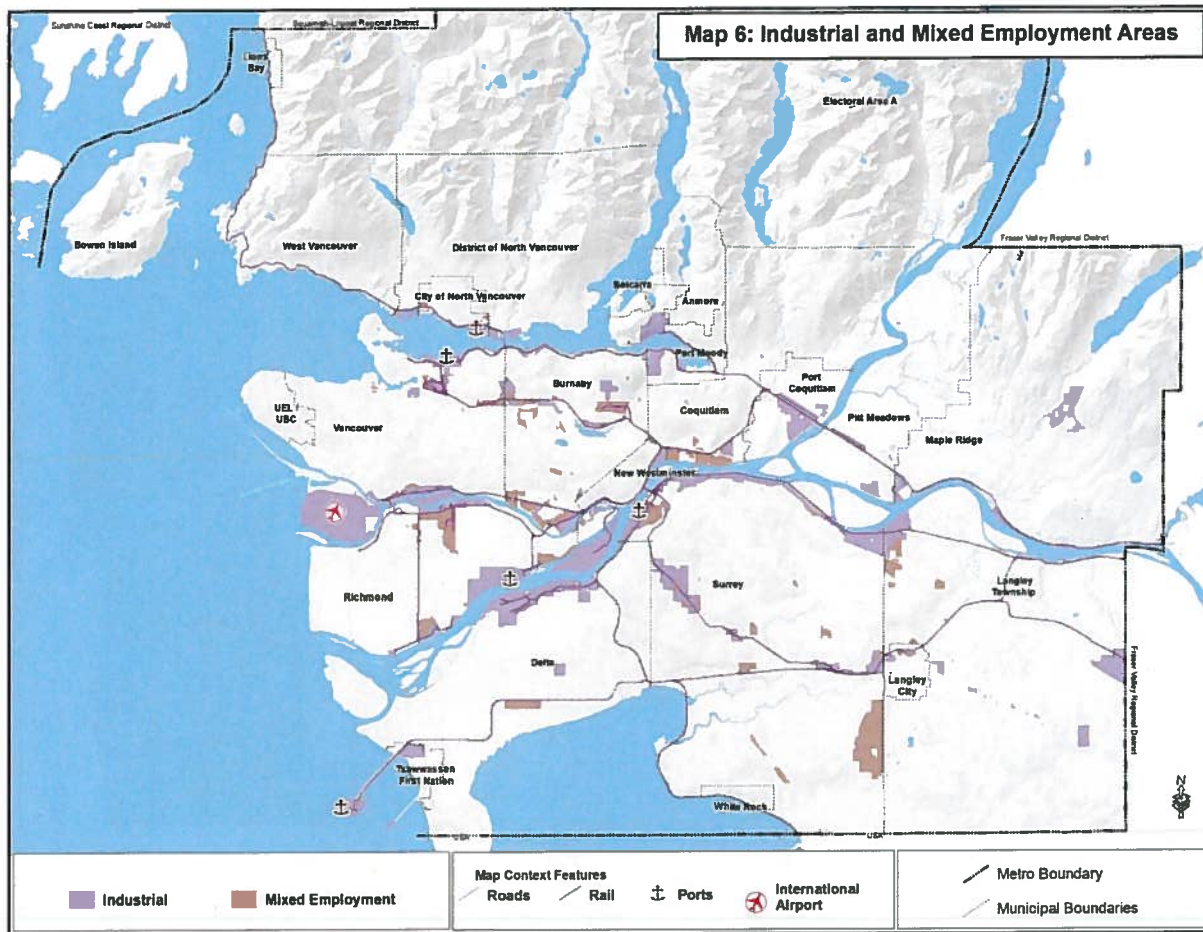 Map 6: Industrial and Mixed Employment Areas
Sunshine Coast Regional District
Squamish-Lillooet Regional District
Lions
Bay
Electoral Area A
Bowen Island
West Vancouver
District of North Vancouver
Fraser Valley Regional District
City of North Vancouver
Belcarra
Anmore
Port Moody
Burnaby
Port
Coquitlam
UEL /
UBC
Vancouver
Coquitlam
Pitt Meadows
Maple Ridge
New Westminster
Richmond
Surrey
Langley
Township
Delta
Langley
City
Fraser Valley Regional District
Tsawwassen
First Nation
White Rock
N
USA
USA
Industrial
Mixed Employment
Map Context Features
Roads
Rail
Ports
International
Airport
Metro Boundary
Municipal Boundaries